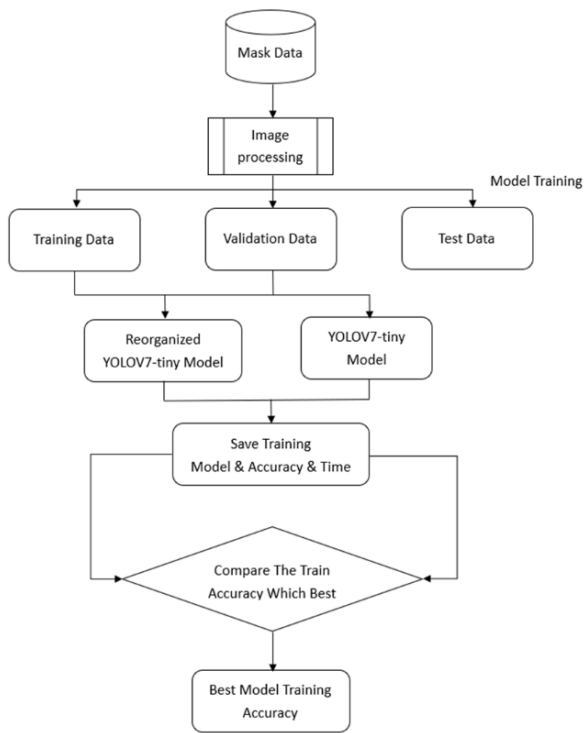 Mask Data
Image
processing
Model Training
Training Data
Validation Data
Test Data
Reorganized
YOLOV7-tiny Model
YOLOV7-tiny
Model
Save Training
Model & Accuracy & Time
Compare The Train
Accuracy Which Best
Best Model Training
Accuracy